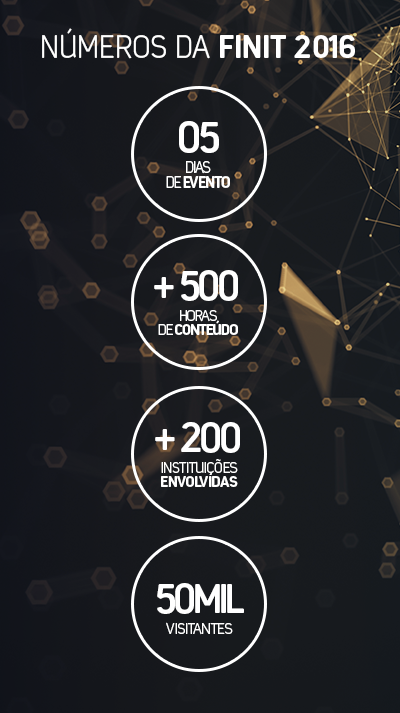 NÚMEROS DA FINIT 2016
05
DIAS
DE EVENTO
+ 500
HORAS
DE CONTEÚDO
+ 200
INSTITUIÇÕES
ENVOLVIDAS
50MIL
VISITANTES